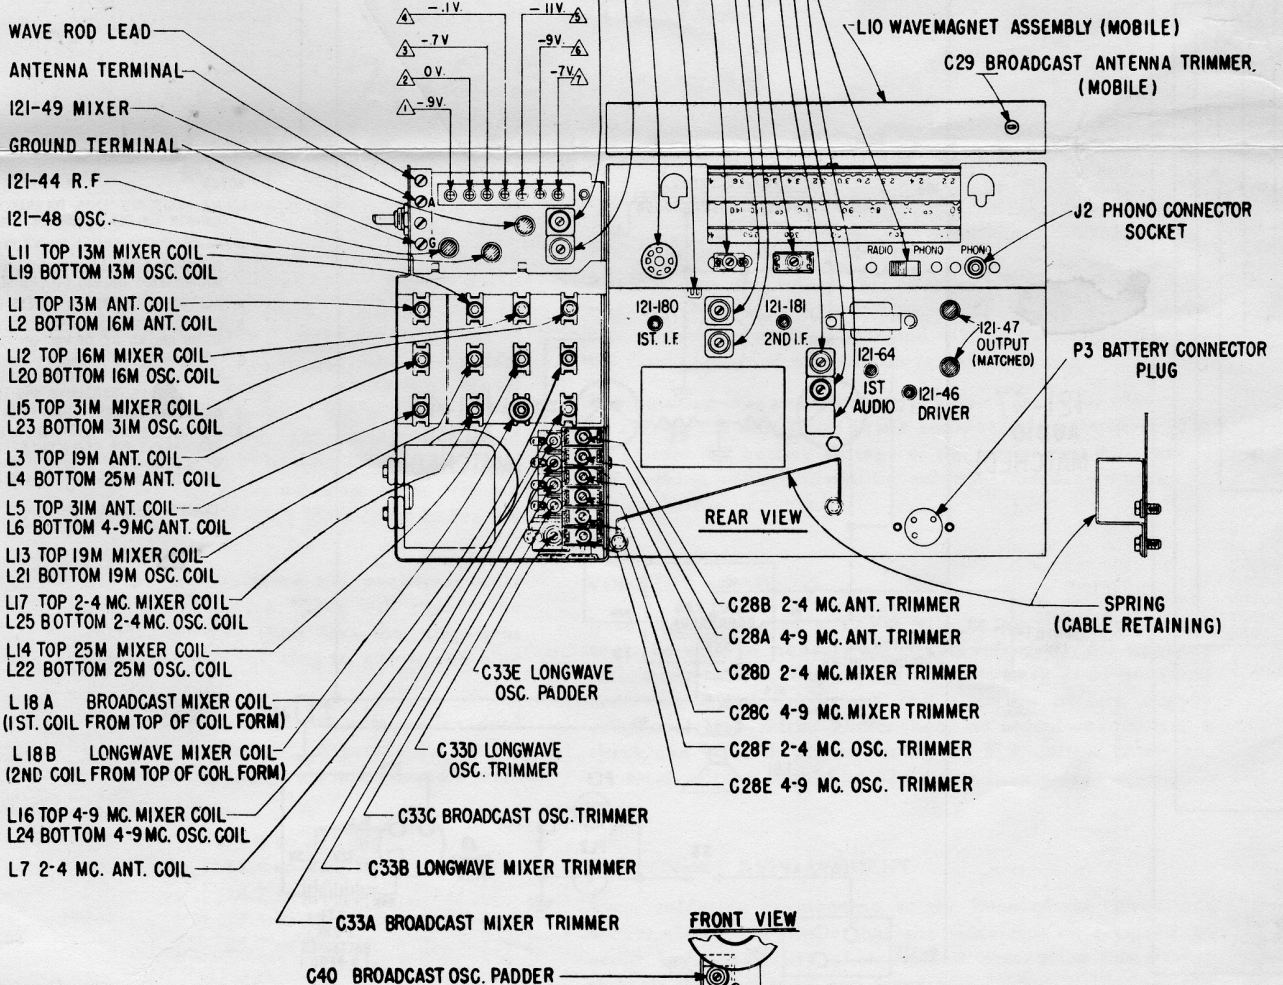 WAVE ROD LEAD
ANTENNA TERMINAL
121-49 MIXER
GROUND TERMINAL
121-44 R.F
121-48 OSC.
L11 TOP 13M MIXER COIL
L19 BOTTOM 13M OSC. COIL
L1 TOP 13M ANT. COIL
L2 BOTTOM 16M ANT. COIL
L12 TOP 16M MIXER COIL
L20 BOTTOM 16M OSC. COIL
L15 TOP 31M MIXER COIL
L23 BOTTOM 31M OSC. COIL
L3 TOP 19M ANT. COIL
L4 BOTTOM 25M ANT. COIL
L5 TOP 31M ANT. COIL
L6 BOTTOM 4-9MC ANT. COIL
L13 TOP 19M MIXER COIL
L21 BOTTOM 19M OSC. COIL
L17 TOP 2-4 MC. MIXER COIL
L25 BOTTOM 2-4MC. OSC. COIL
L14 TOP 25M MIXER COIL
L22 BOTTOM 25M OSC. COIL
L18A BROADCAST MIXER COIL
(1ST. COIL FROM TOP OF COIL FORM)
L18B LONGWAVE MIXER COIL
(2ND COIL FROM TOP OF COIL FORM)
L16 TOP 4-9 MC. MIXER COIL
L24 BOTTOM 4-9MC. OSC. COIL
L7 2-4 MC. ANT. COIL
4 -.1V. -.11V. 5
3 -.7V -.9V. 6
2 0V. -.7V. 7
1 -.9V.
A
G
L10 WAVEMAGNET ASSEMBLY (MOBILE)
C29 BROADCAST ANTENNA TRIMMER.
(MOBILE)
RADIO PHONO PHONO
J2 PHONO CONNECTOR
SOCKET
121-180
1ST. I.F.
121-181
2ND I.F.
121-64
1ST
AUDIO
121-47
OUTPUT
(MATCHED)
121-46
DRIVER
P3 BATTERY CONNECTOR
PLUG
REAR VIEW
SPRING
(CABLE RETAINING)
C28B 2-4 MC. ANT. TRIMMER
C28A 4-9 MC. ANT. TRIMMER
C28D 2-4 MC. MIXER TRIMMER
C28C 4-9 MC. MIXER TRIMMER
C28F 2-4 MC. OSC. TRIMMER
C28E 4-9 MC. OSC. TRIMMER
C33E LONGWAVE
OSC. PADDER
C33D LONGWAVE
OSC. TRIMMER
C33C BROADCAST OSC. TRIMMER
C33B LONGWAVE MIXER TRIMMER
C33A BROADCAST MIXER TRIMMER
FRONT VIEW
C40 BROADCAST OSC. PADDER